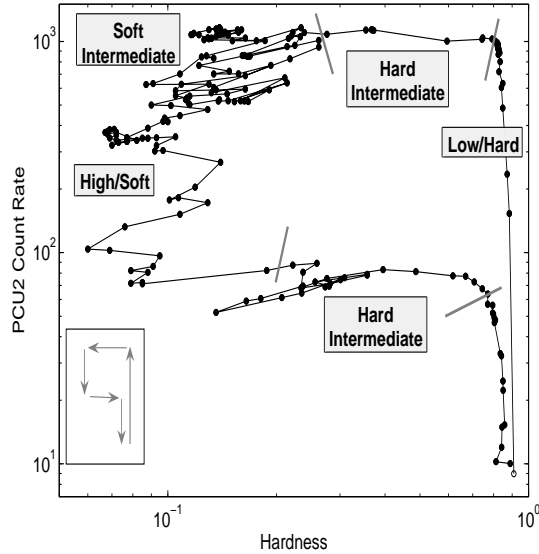 Soft
Intermediate
Hard
Intermediate
Low/Hard
High/Soft
Hard
Intermediate
PCU2 Count Rate
10³
10²
10¹
10⁻¹
10⁰
Hardness